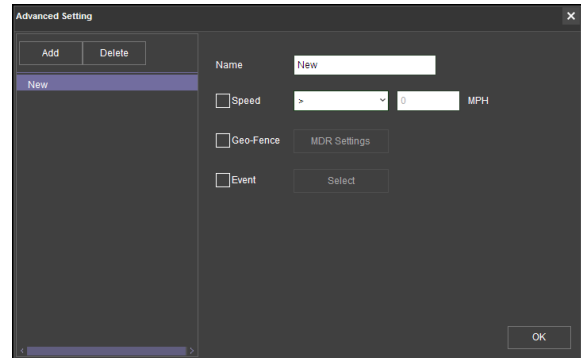 Advanced Setting
Add Delete
New
Name New
Speed > 0 MPH
Geo-Fence MDR Settings
Event Select
OK